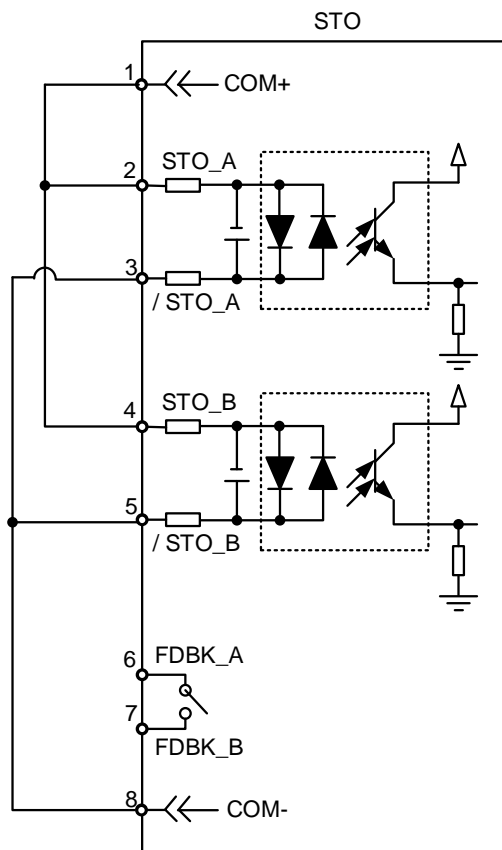 STO
1
COM+
2
STO_A
3
/ STO_A
4
STO_B
5
/ STO_B
6
FDBK_A
7
FDBK_B
8
COM-